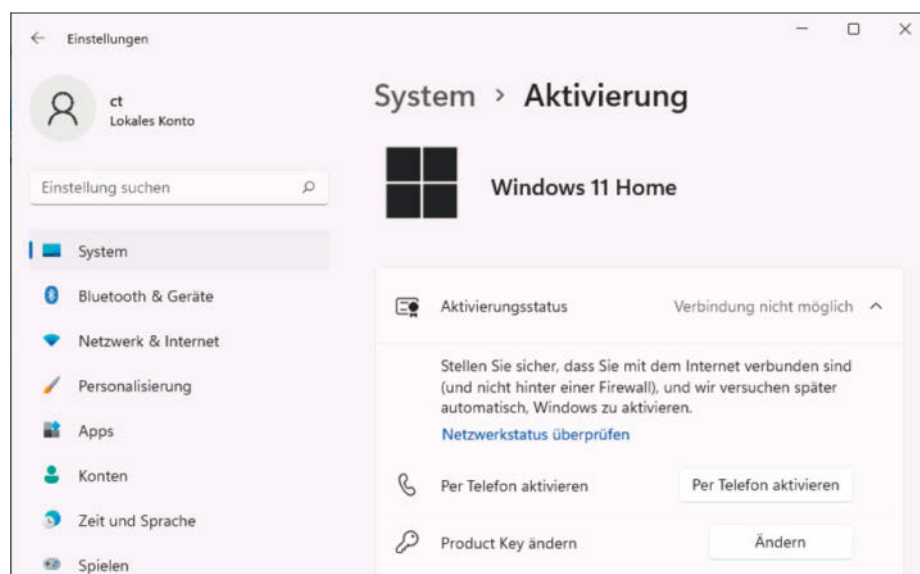 Einstellungen
ct
Lokales Konto
Einstellung suchen
System
Bluetooth & Geräte
Netzwerk & Internet
Personalisierung
Apps
Konten
Zeit und Sprache
Spielen
System > Aktivierung
Windows 11 Home
Aktivierungsstatus Verbindung nicht möglich
Stellen Sie sicher, dass Sie mit dem Internet verbunden sind
(und nicht hinter einer Firewall), und wir versuchen später
automatisch, Windows zu aktivieren.
Netzwerkstatus überprüfen
Per Telefon aktivieren Per Telefon aktivieren
Product Key ändern Ändern